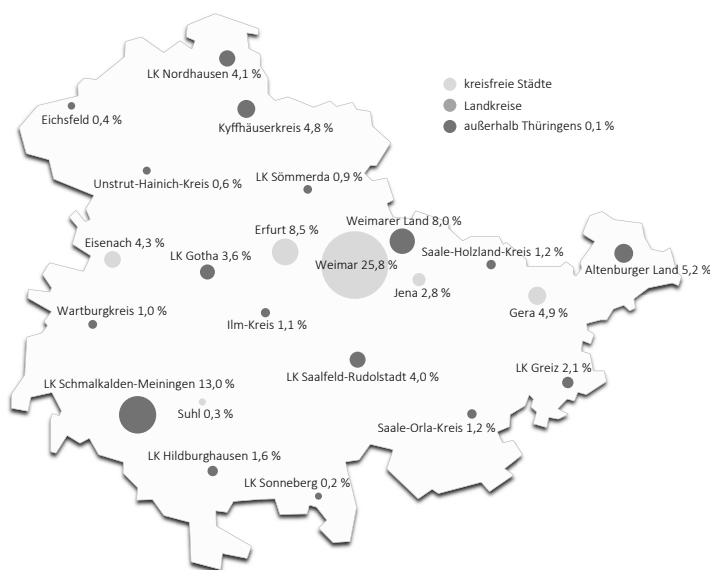 LK Nordhausen 4,1 %
kreisfreie Städte
Landkreise
außerhalb Thüringens 0,1 %
Eichsfeld 0,4 %
Kyffhäuserkreis 4,8 %
Unstrut-Hainich-Kreis 0,6 %
LK Sömmerda 0,9 %
Weimarer Land 8,0 %
Erfurt 8,5 %
Eisenach 4,3 %
LK Gotha 3,6 %
Weimar 25,8 %
Saale-Holzland-Kreis 1,2 %
Altenburger Land 5,2 %
Jena 2,8 %
Gera 4,9 %
Wartburgkreis 1,0 %
Ilm-Kreis 1,1 %
LK Saalfeld-Rudolstadt 4,0 %
LK Greiz 2,1 %
LK Schmalkalden-Meiningen 13,0 %
Suhl 0,3 %
Saale-Orla-Kreis 1,2 %
LK Hildburghausen 1,6 %
LK Sonneberg 0,2 %